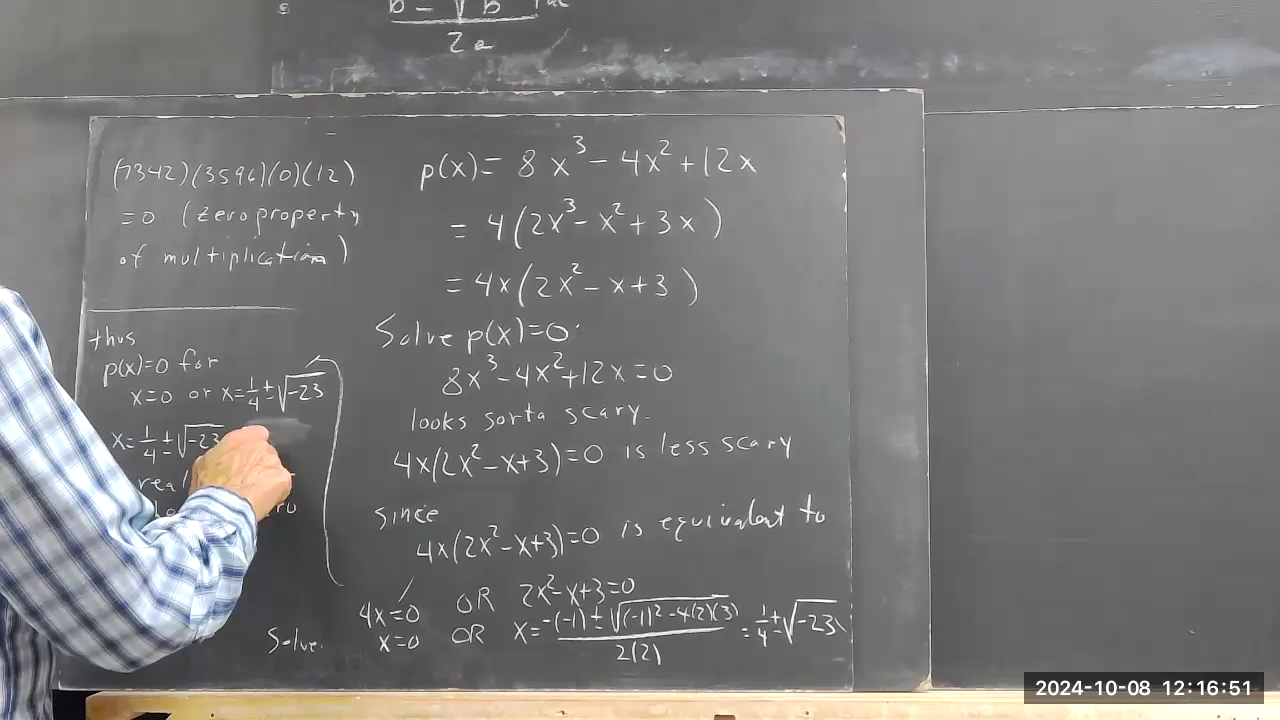 2a
(7342)(3596)(0)(12)
=0 (zero property
of multiplication)
thus
p(x)=0 for
x=0 or x=1/4±√-23
x=1/4±√-23
real
p(x)= 8x³-4x²+12x
= 4(2x³-x²+3x)
= 4x(2x²-x+3)
Solve p(x)=0.
8x³-4x²+12x=0
looks sorta scary.
4x(2x²-x+3)=0 is less scary
since
4x(2x²-x+3)=0 is equivalent to
4x=0 OR 2x²-x+3=0
Solve. x=0 OR x=(-(-1)±√((-1)²-4(2)(3)))/2(2) = 1/4±√-23
2024-10-08 12:16:51